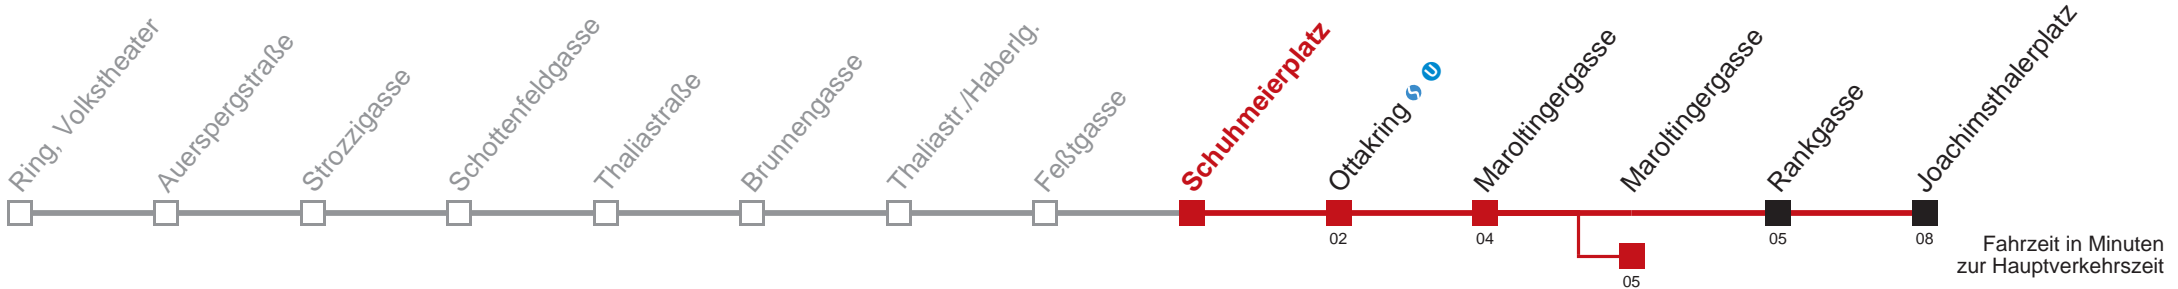 Ring, Volkstheater
Auerspergstraße
Strozzigasse
Schottenfeldgasse
Thaliastraße
Brunnengasse
Thaliastr./Haberlg.
Feßtgasse
Schuhmeierplatz
Ottakring S U
Maroltingergasse
Maroltingergasse
Rankgasse
Joachimsthalerplatz
02
04
05
05
08
Fahrzeit in Minuten
zur Hauptverkehrszeit